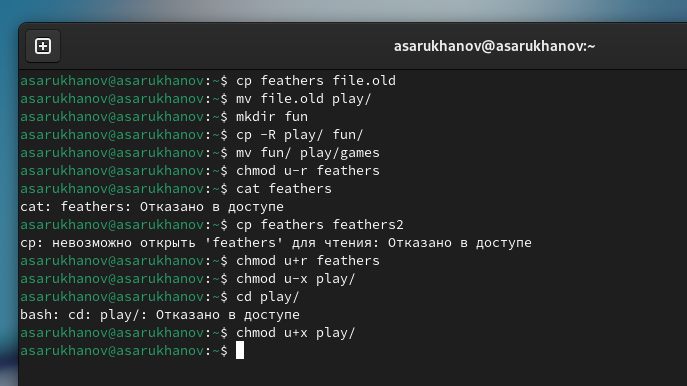 asarukhanov@asarukhanov:~
asarukhanov@asarukhanov:~$ cp feathers file.old
asarukhanov@asarukhanov:~$ mv file.old play/
asarukhanov@asarukhanov:~$ mkdir fun
asarukhanov@asarukhanov:~$ cp -R play/ fun/
asarukhanov@asarukhanov:~$ mv fun/ play/games
asarukhanov@asarukhanov:~$ chmod u-r feathers
asarukhanov@asarukhanov:~$ cat feathers
cat: feathers: Отказано в доступе
asarukhanov@asarukhanov:~$ cp feathers feathers2
cp: невозможно открыть 'feathers' для чтения: Отказано в доступе
asarukhanov@asarukhanov:~$ chmod u+r feathers
asarukhanov@asarukhanov:~$ chmod u-x play/
asarukhanov@asarukhanov:~$ cd play/
bash: cd: play/: Отказано в доступе
asarukhanov@asarukhanov:~$ chmod u+x play/
asarukhanov@asarukhanov:~$